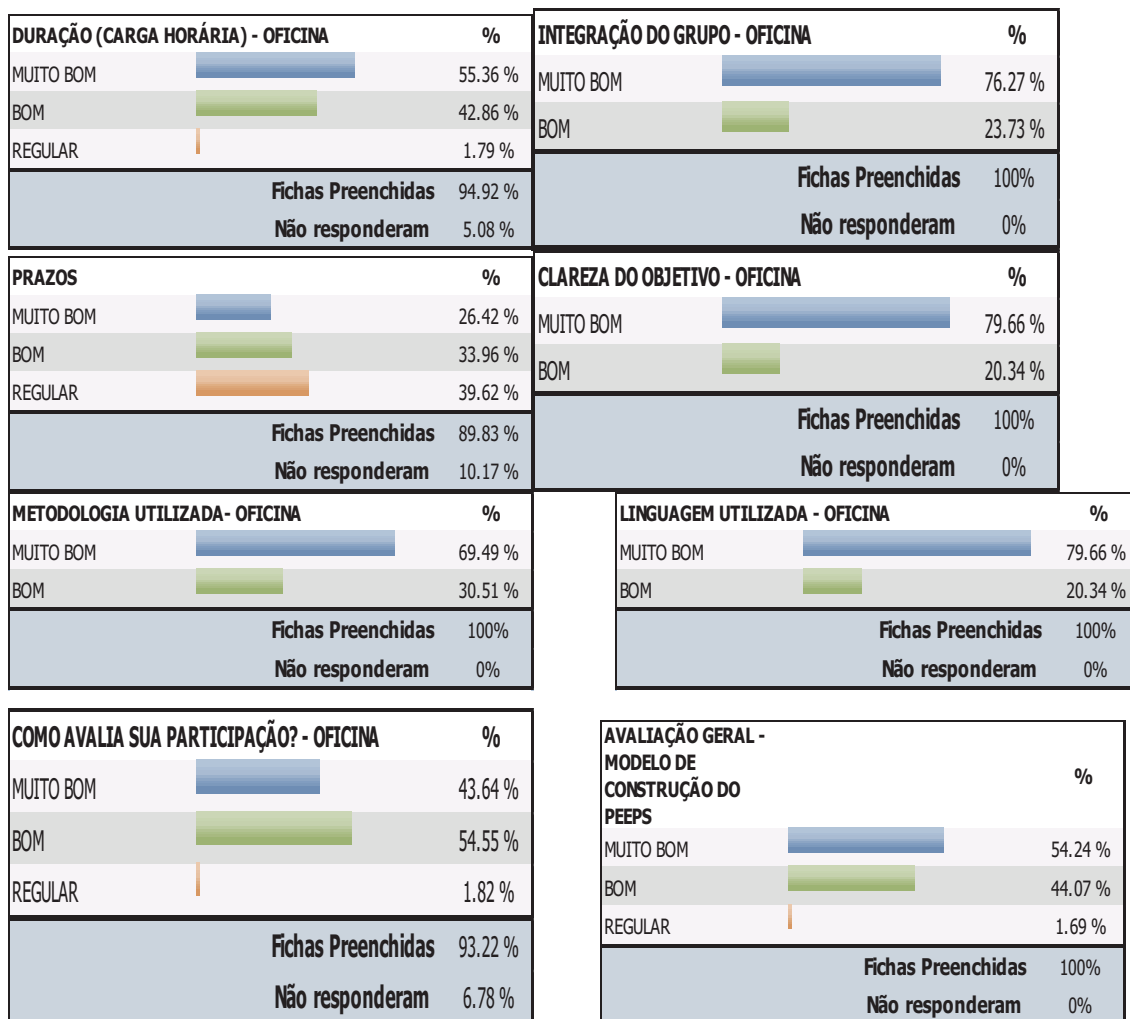 DURAÇÃO (CARGA HORÁRIA) - OFICINA %
MUITO BOM 55.36 %
BOM 42.86 %
REGULAR 1.79 %
Fichas Preenchidas 94.92 %
Não responderam 5.08 %
INTEGRAÇÃO DO GRUPO - OFICINA %
MUITO BOM 76.27 %
BOM 23.73 %
Fichas Preenchidas 100%
Não responderam 0%
PRAZOS %
MUITO BOM 26.42 %
BOM 33.96 %
REGULAR 39.62 %
Fichas Preenchidas 89.83 %
Não responderam 10.17 %
CLAREZA DO OBJETIVO - OFICINA %
MUITO BOM 79.66 %
BOM 20.34 %
Fichas Preenchidas 100%
Não responderam 0%
METODOLOGIA UTILIZADA- OFICINA %
MUITO BOM 69.49 %
BOM 30.51 %
Fichas Preenchidas 100%
Não responderam 0%
LINGUAGEM UTILIZADA - OFICINA %
MUITO BOM 79.66 %
BOM 20.34 %
Fichas Preenchidas 100%
Não responderam 0%
COMO AVALIA SUA PARTICIPAÇÃO? - OFICINA %
MUITO BOM 43.64 %
BOM 54.55 %
REGULAR 1.82 %
Fichas Preenchidas 93.22 %
Não responderam 6.78 %
AVALIAÇÃO GERAL -
MODELO DE
CONSTRUÇÃO DO
PEEPS
%
MUITO BOM 54.24 %
BOM 44.07 %
REGULAR 1.69 %
Fichas Preenchidas 100%
Não responderam 0%